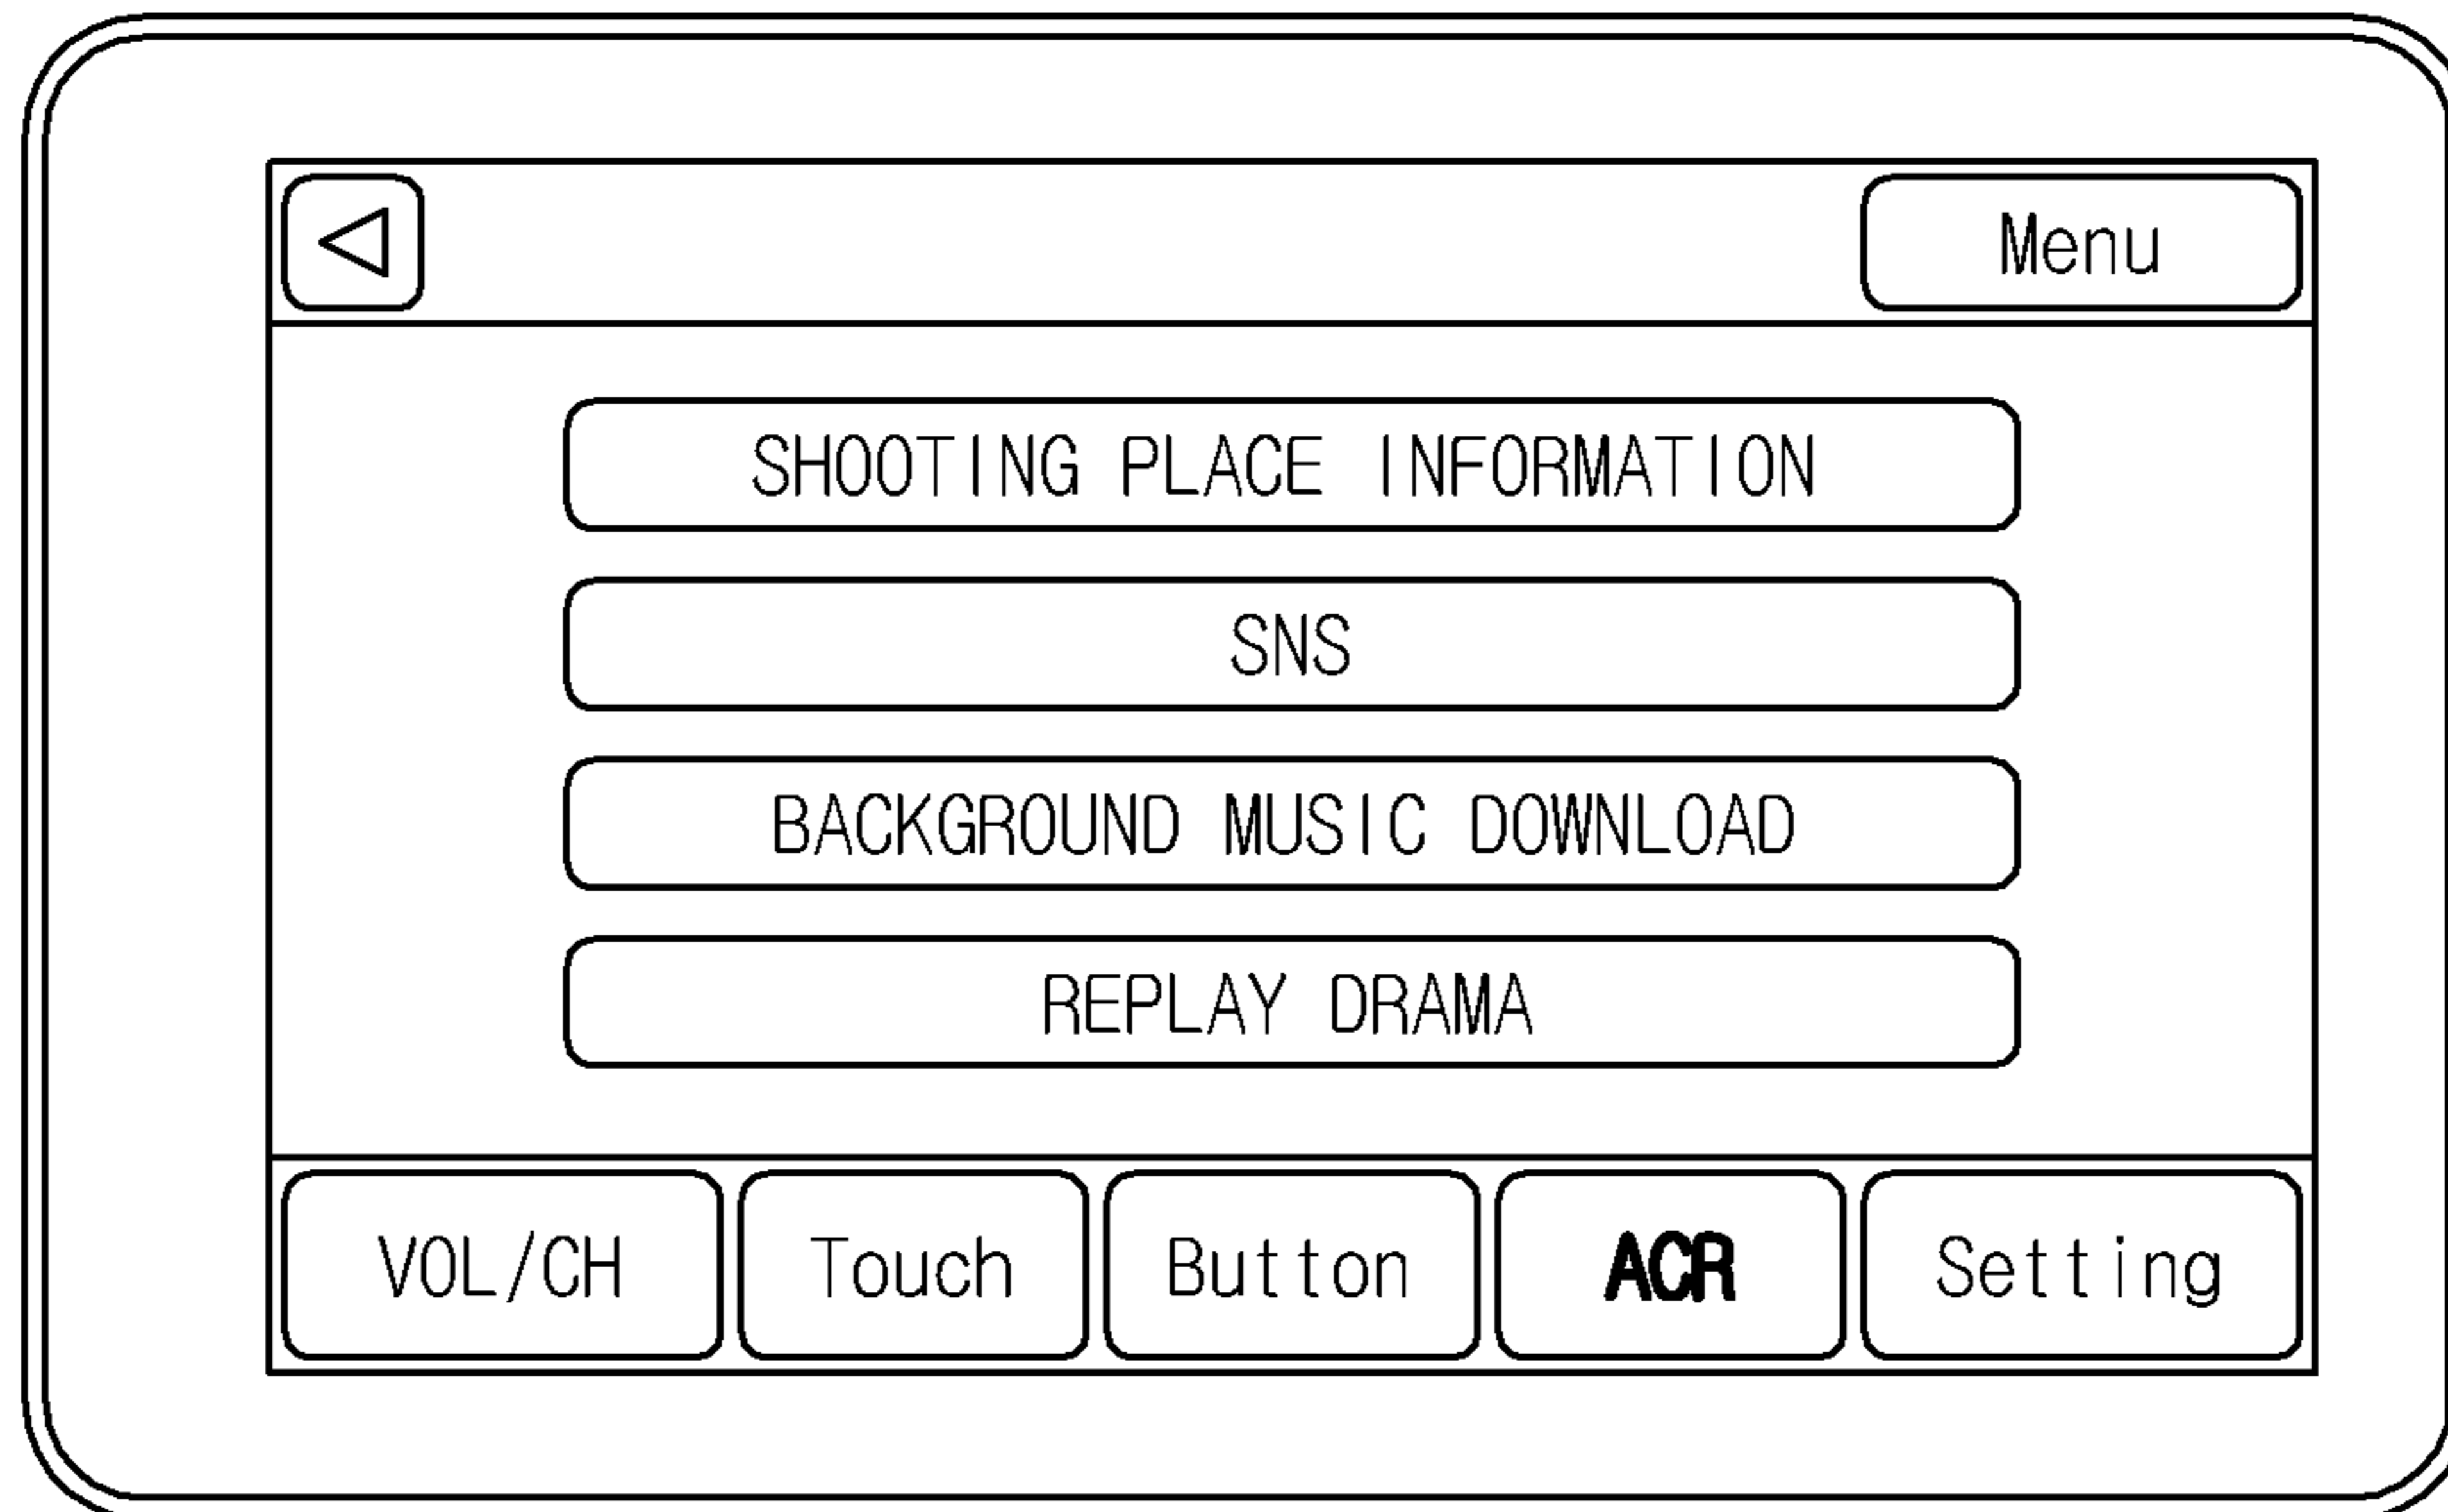 Menu
SHOOTING PLACE INFORMATION
SNS
BACKGROUND MUSIC DOWNLOAD
REPLAY DRAMA
VOL/CH Touch Button ACR Setting